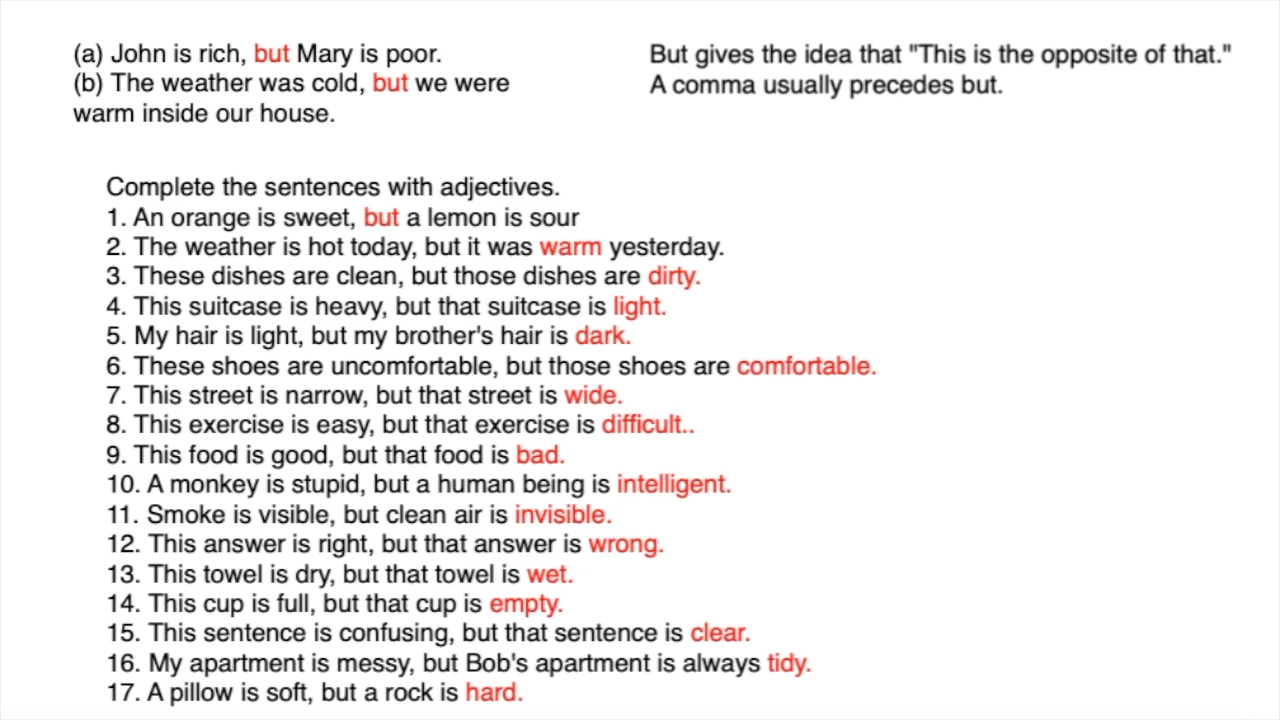 (a) John is rich, but Mary is poor.
(b) The weather was cold, but we were
warm inside our house.
But gives the idea that "This is the opposite of that."
A comma usually precedes but.
Complete the sentences with adjectives.
1. An orange is sweet, but a lemon is sour
2. The weather is hot today, but it was warm yesterday.
3. These dishes are clean, but those dishes are dirty.
4. This suitcase is heavy, but that suitcase is light.
5. My hair is light, but my brother's hair is dark.
6. These shoes are uncomfortable, but those shoes are comfortable.
7. This street is narrow, but that street is wide.
8. This exercise is easy, but that exercise is difficult..
9. This food is good, but that food is bad.
10. A monkey is stupid, but a human being is intelligent.
11. Smoke is visible, but clean air is invisible.
12. This answer is right, but that answer is wrong.
13. This towel is dry, but that towel is wet.
14. This cup is full, but that cup is empty.
15. This sentence is confusing, but that sentence is clear.
16. My apartment is messy, but Bob's apartment is always tidy.
17. A pillow is soft, but a rock is hard.